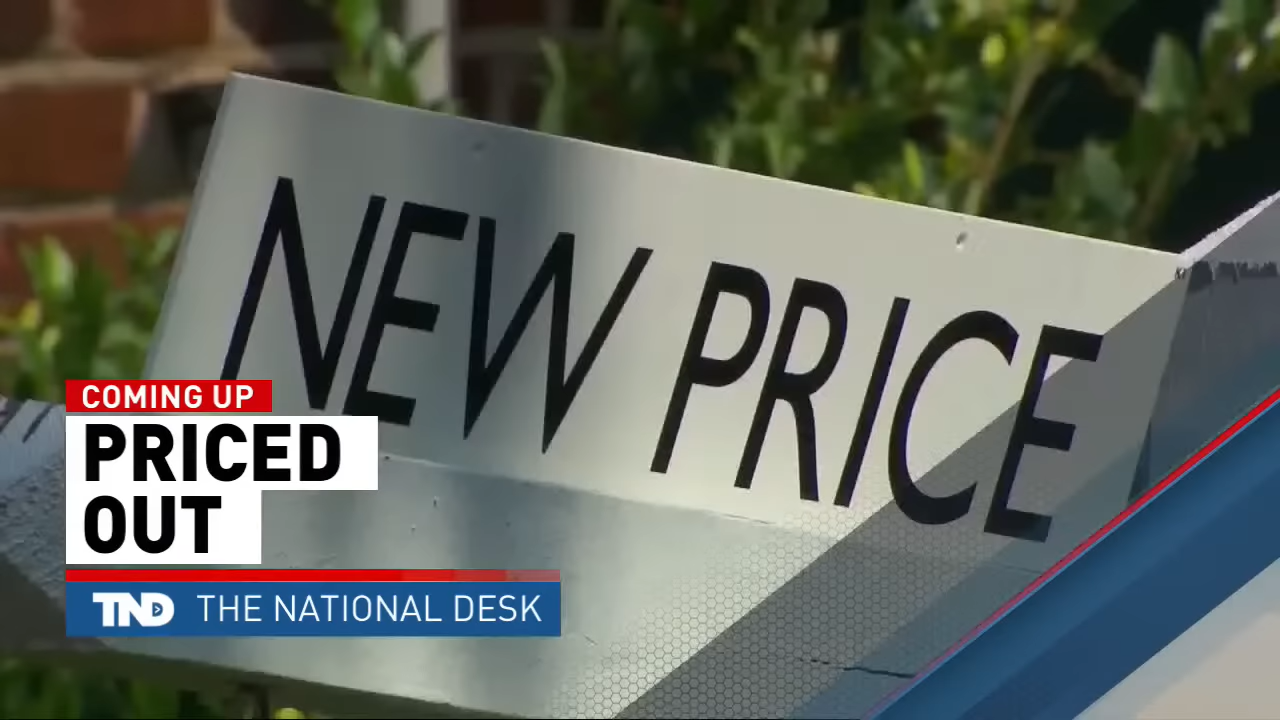 NEW PRICE
COMING UP
PRICED
OUT
TND THE NATIONAL DESK